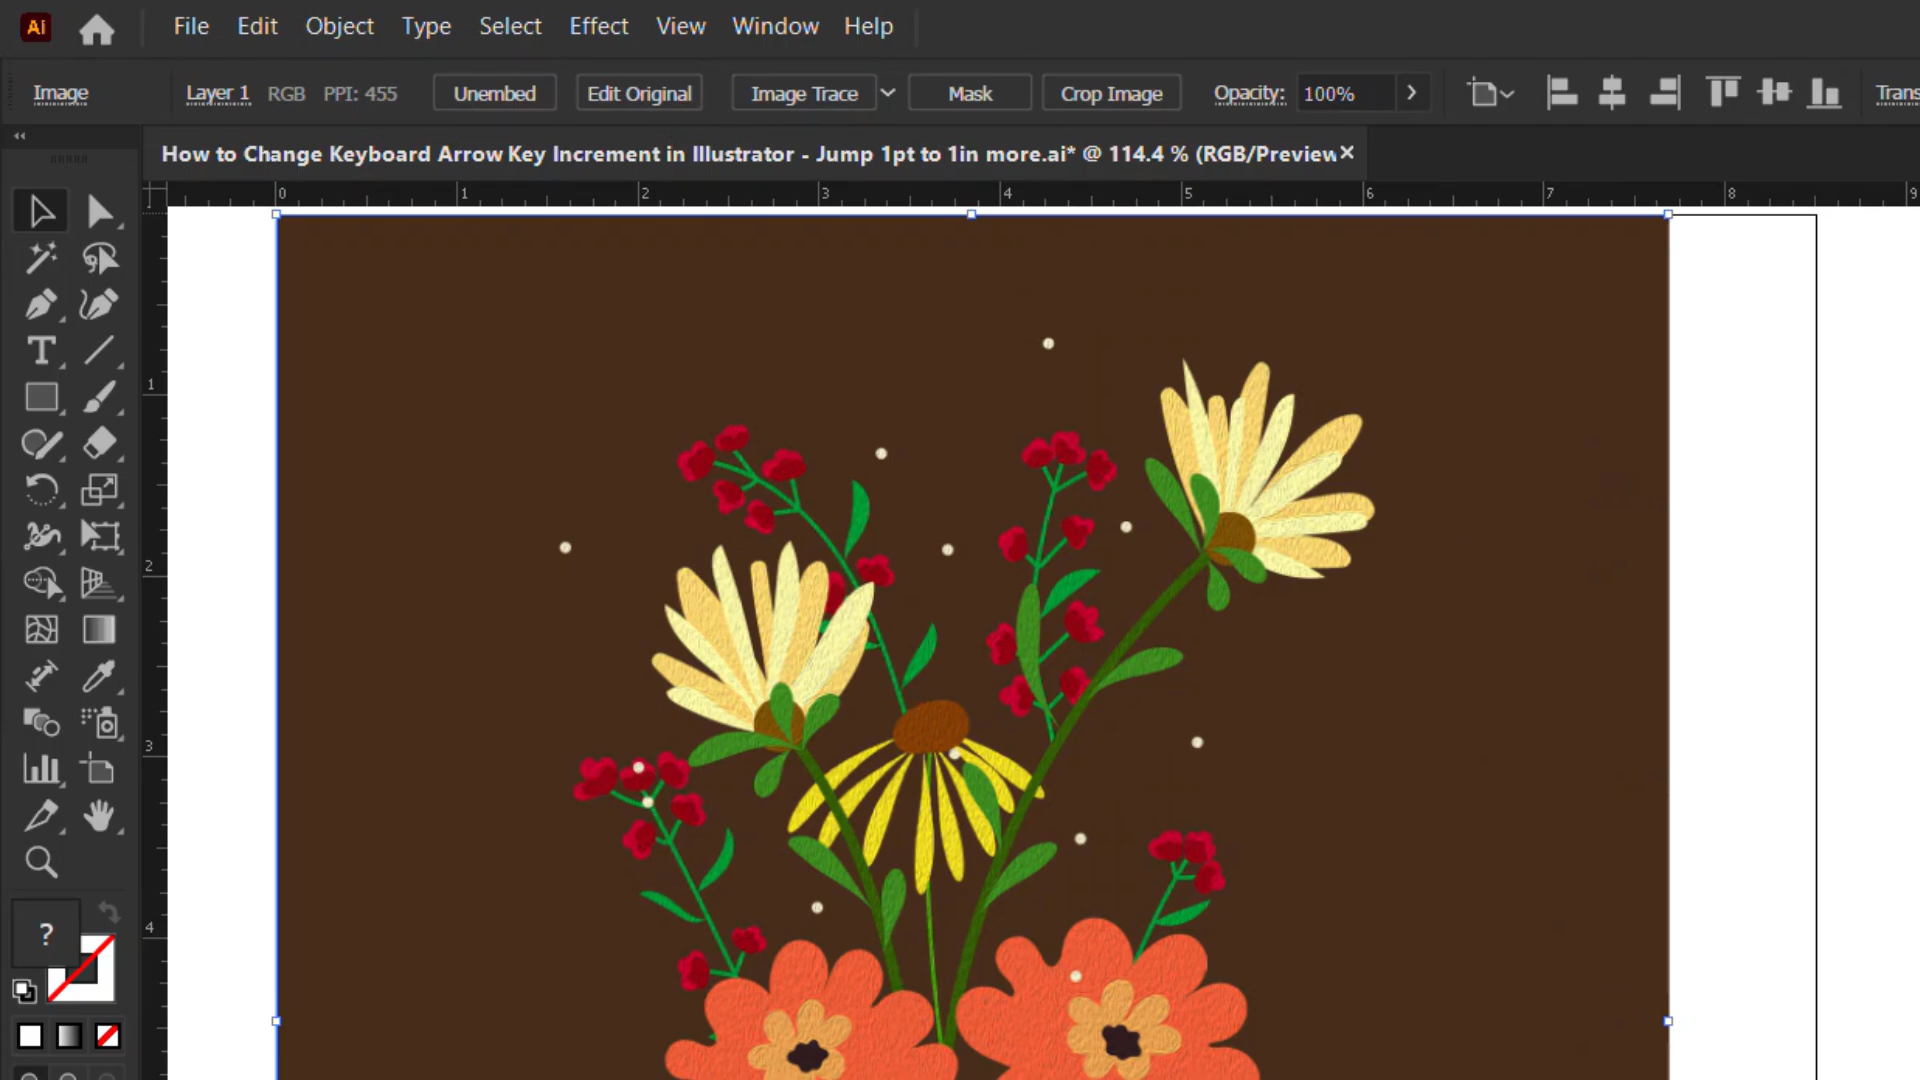 Ai File Edit Object Type Select Effect View Window Help
Image Layer 1 RGB PPI: 455 Unembed Edit Original Image Trace Mask Crop Image Opacity: 100% Trans
How to Change Keyboard Arrow Key Increment in Illustrator - Jump 1pt to 1in more.ai* @ 114.4 % (RGB/Preview
0 1 2 3 4 5 6 7 8 9
1
2
3
4
?